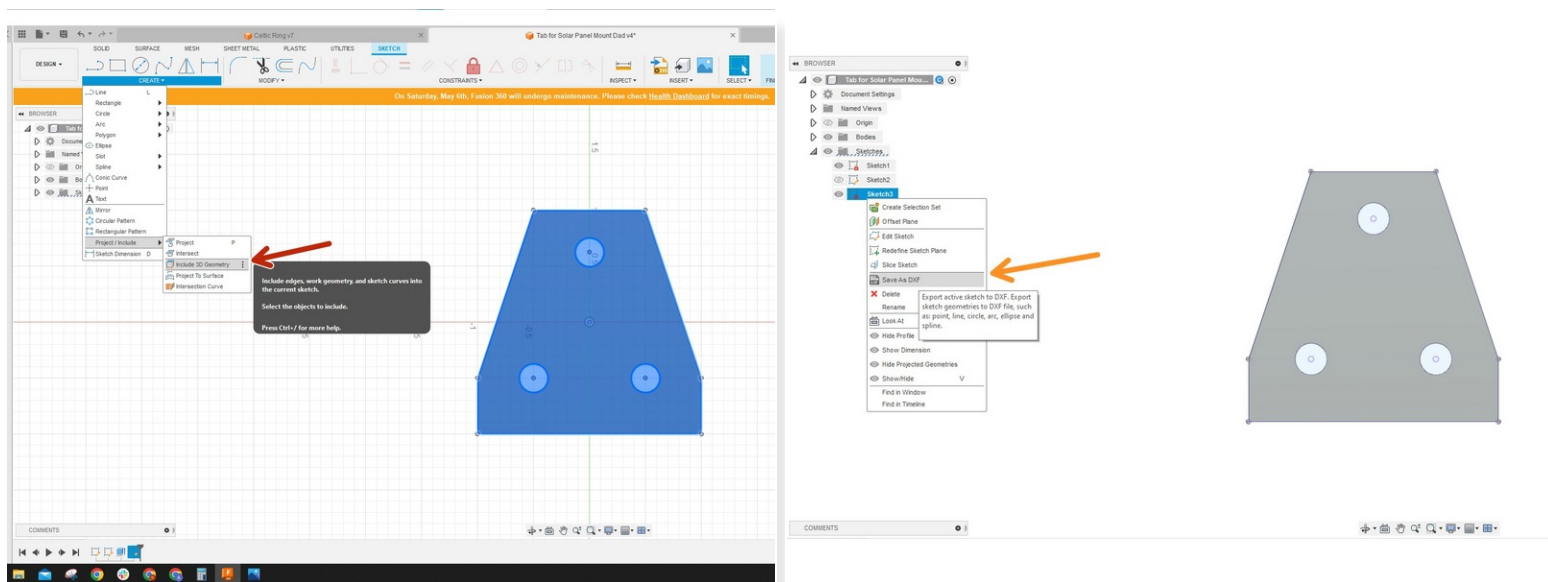 Celtic Ring v7
Tab for Solar Panel Mount Dad v4*
SOLID SURFACE MESH SHEET METAL PLASTIC UTILITIES SKETCH
DESIGN
CREATE MODIFY CONSTRAINTS INSPECT INSERT SELECT
On Saturday, May 6th, Fusion 360 will undergo maintenance. Please check Health Dashboard for exact timings.
BROWSER
Line L
Rectangle
Circle
Arc
Polygon
Ellipse
Slot
Spline
Conic Curve
Point
Text
Mirror
Circular Pattern
Rectangular Pattern
Project / Include
Sketch Dimension D
Project P
Intersect
Include 3D Geometry
Project To Surface
Intersection Curve
Include edges, work geometry, and sketch curves into
the current sketch.
Select the objects to include.
Press Ctrl+/ for more help.
COMMENTS
BROWSER
Tab for Solar Panel Mou...
Document Settings
Named Views
Origin
Bodies
Sketches
Sketch1
Sketch2
Sketch3
Create Selection Set
Offset Plane
Edit Sketch
Redefine Sketch Plane
Slice Sketch
Save As DXF
Delete
Rename
Look At
Hide Profile
Show Dimension
Hide Projected Geometries
Show/Hide V
Find in Window
Find in Timeline
Export active sketch to DXF. Export
sketch geometries to DXF file, such
as: point, line, circle, arc, ellipse and
spline.
COMMENTS